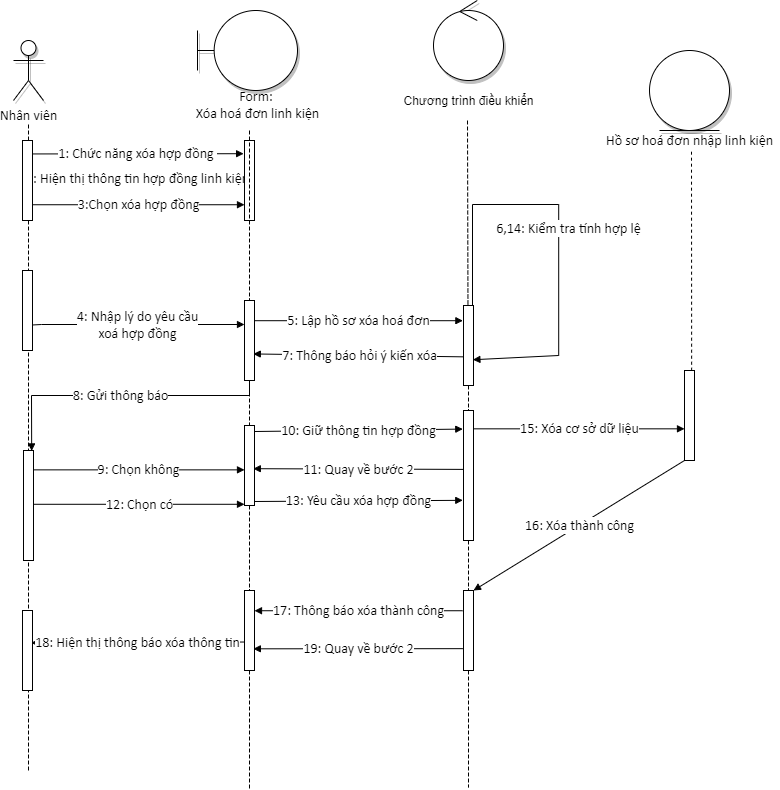 Nhân viên
Form:
Xóa hoá đơn linh kiện
Chương trình điều khiển
Hồ sơ hoá đơn nhập linh kiện
1: Chức năng xóa hợp đồng
: Hiện thị thông tin hợp đồng linh kiện
3:Chọn xóa hợp đồng
6,14: Kiểm tra tính hợp lệ
4: Nhập lý do yêu cầu
xoá hợp đồng
5: Lập hồ sơ xóa hoá đơn
7: Thông báo hỏi ý kiến xóa
8: Gửi thông báo
10: Giữ thông tin hợp đồng
15: Xóa cơ sở dữ liệu
9: Chọn không
11: Quay về bước 2
12: Chọn có
13: Yêu cầu xóa hợp đồng
16: Xóa thành công
17: Thông báo xóa thành công
18: Hiện thị thông báo xóa thông tin
19: Quay về bước 2